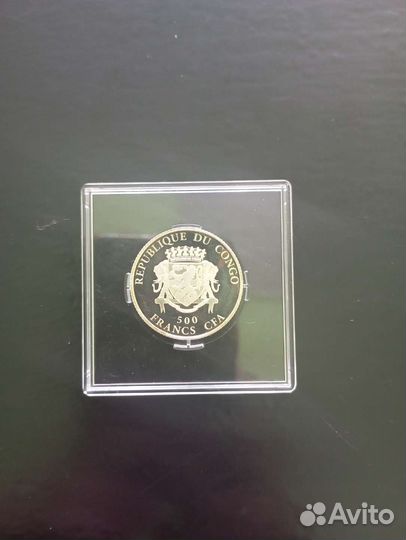 REPUBLIQUE DU CONGO
500
FRANCS CFA
Avito